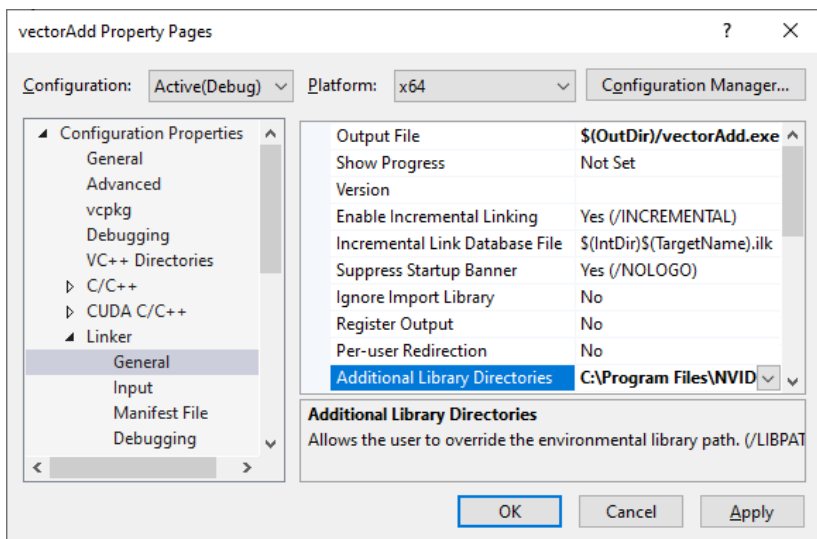 vectorAdd Property Pages
?
Configuration: Active(Debug) Platform: x64 Configuration Manager...
Configuration Properties
General
Advanced
vcpkg
Debugging
VC++ Directories
C/C++
CUDA C/C++
Linker
General
Input
Manifest File
Debugging
Output File $(OutDir)/vectorAdd.exe
Show Progress Not Set
Version
Enable Incremental Linking Yes (/INCREMENTAL)
Incremental Link Database File $(IntDir)$(TargetName).ilk
Suppress Startup Banner Yes (/NOLOGO)
Ignore Import Library No
Register Output No
Per-user Redirection No
Additional Library Directories C:\Program Files\NVID
Additional Library Directories
Allows the user to override the environmental library path. (/LIBPAT
OK Cancel Apply